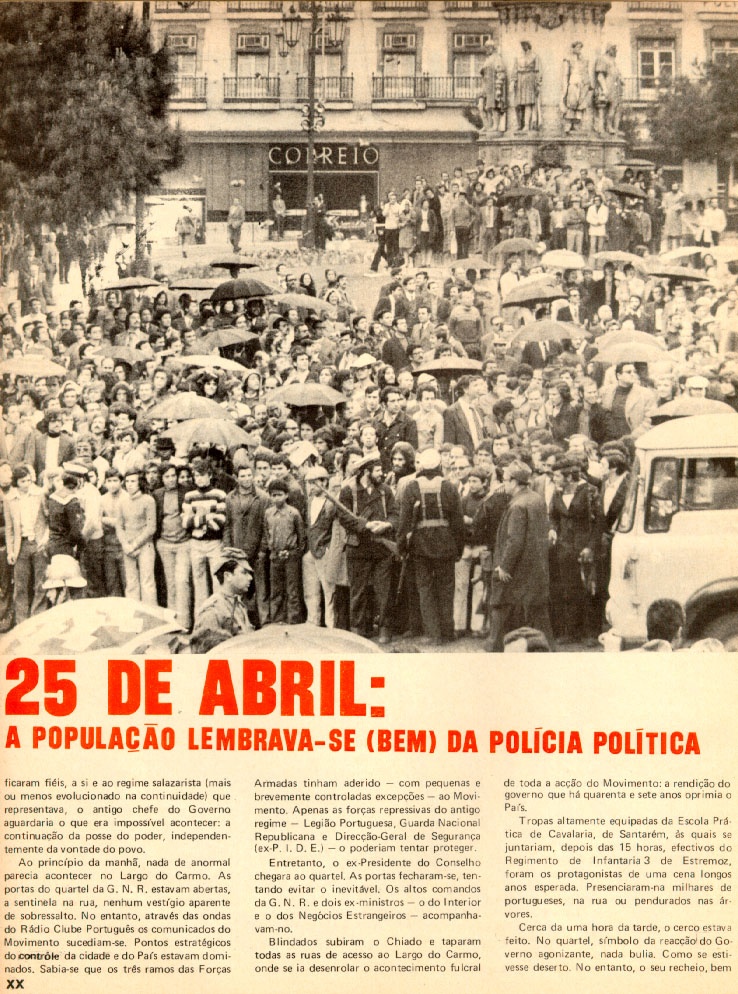 CORREIO
25 DE ABRIL:
A POPULAÇÃO LEMBRAVA-SE (BEM) DA POLÍCIA POLÍTICA
ficaram fiéis, a si e ao regime salazarista (mais
ou menos evolucionado na continuidade) que
representava, o antigo chefe do Governo
aguardaria o que era impossível acontecer: a
continuação da posse do poder, independen-
temente da vontade do povo.
Ao princípio da manhã, nada de anormal
parecia acontecer no Largo do Carmo. As
portas do quartel da G. N. R. estavam abertas,
a sentinela na rua, nenhum vestígio aparente
de sobressalto. No entanto, através das ondas
do Rádio Clube Português os comunicados do
Movimento sucediam-se. Pontos estratégicos
do contrôle da cidade e do País estavam domi-
nados. Sabia-se que os três ramos das Forças
Armadas tinham aderido — com pequenas e
brevemente controladas excepções — ao Movi-
mento. Apenas as forças repressivas do antigo
regime — Legião Portuguesa, Guarda Nacional
Republicana e Direcção-Geral de Segurança
(ex-P. I. D. E.) — o poderiam tentar proteger.
Entretanto, o ex-Presidente do Conselho
chegara ao quartel. As portas fecharam-se, ten-
tando evitar o inevitável. Os altos comandos
da G. N. R. e dois ex-ministros — o do Interior
e o dos Negócios Estrangeiros — acompanha-
vam-no.
Blindados subiram o Chiado e taparam
todas as ruas de acesso ao Largo do Carmo,
onde se ia desenrolar o acontecimento fulcral
de toda a acção do Movimento: a rendição do
governo que há quarenta e sete anos oprimia o
País.
Tropas altamente equipadas da Escola Prá-
tica de Cavalaria, de Santarém, às quais se
juntariam, depois das 15 horas, efectivos do
Regimento de Infantaria 3 de Estremoz,
foram os protagonistas de uma cena longos
anos esperada. Presenciaram-na milhares de
portugueses, na rua ou pendurados nas ár-
vores.
Cerca da uma hora da tarde, o cerco estava
feito. No quartel, símbolo da reacção do Go-
verno agonizante, nada bulia. Como se esti-
vesse deserto. No entanto, o seu recheio, bem
XX